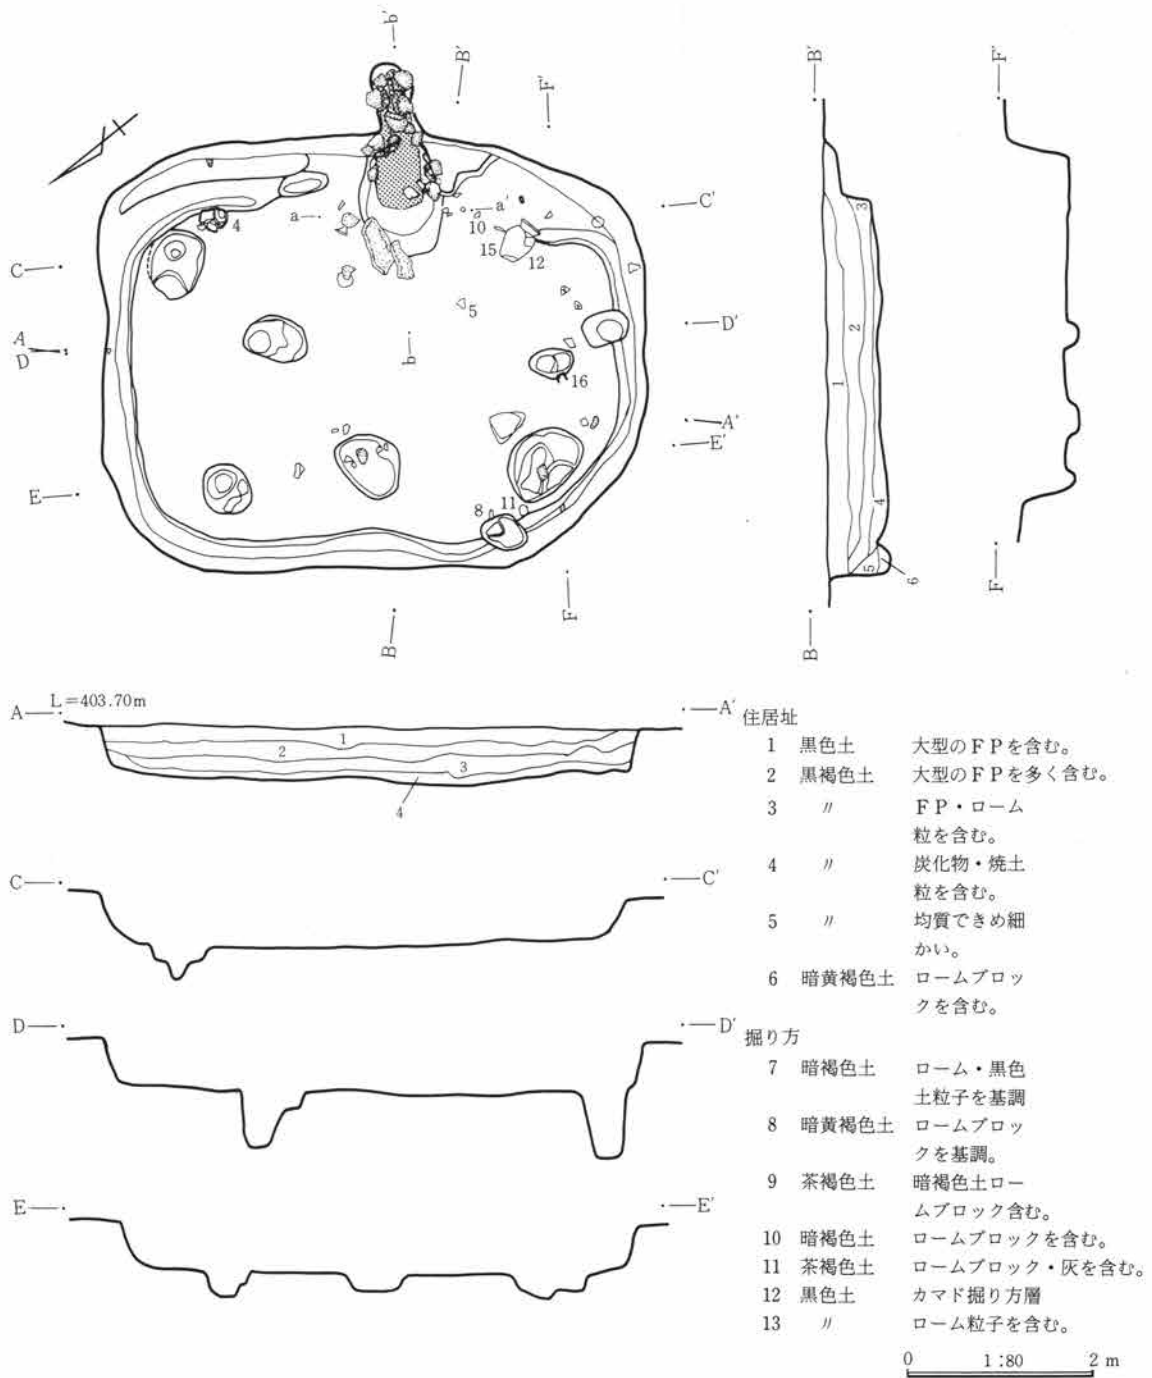 b'
B'
F'
C'
a
a'
4
10
15
12
C
5
D'
A
D
b
16
A'
E'
E
11
8
F
B
B'
F'
3
2
1
4
5
6
B
F
L=403.70m
A
A'
1
2
3
4
C
C'
D
D'
E
E'
住居址
1 黒色土 大型のFPを含む。
2 黒褐色土 大型のFPを多く含む。
3 〃 FP・ローム
粒を含む。
4 〃 炭化物・焼土
粒を含む。
5 〃 均質できめ細
かい。
6 暗黄褐色土 ロームブロッ
クを含む。
掘り方
7 暗褐色土 ローム・黒色
土粒子を基調
8 暗黄褐色土 ロームブロッ
クを基調。
9 茶褐色土 暗褐色土ロー
ムブロック含む。
10 暗褐色土 ロームブロックを含む。
11 茶褐色土 ロームブロック・灰を含む。
12 黒色土 カマド掘り方層
13 〃 ローム粒子を含む。
0 1:80 2 m